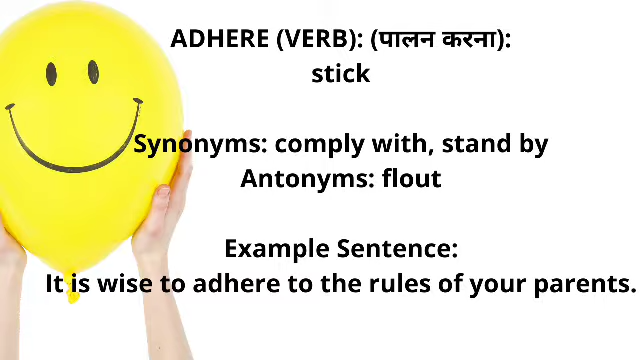 ADHERE (VERB): (पालन करना):
stick
Synonyms: comply with, stand by
Antonyms: flout
Example Sentence:
It is wise to adhere to the rules of your parents.